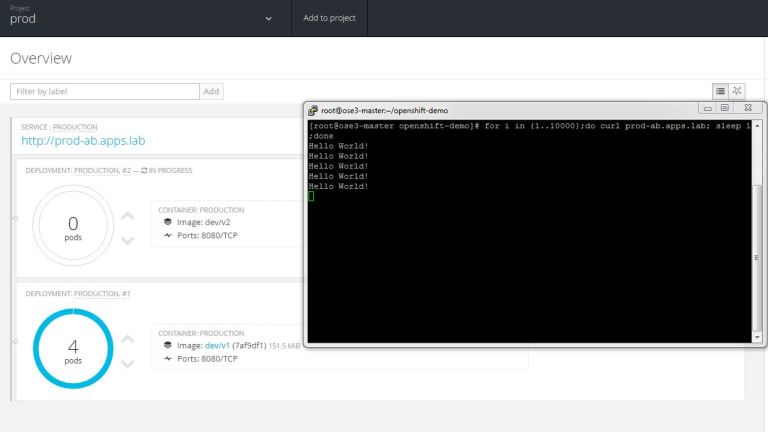 Project
prod
Add to project
Overview
Filter by label
Add
SERVICE : PRODUCTION
http://prod-ab.apps.lab
DEPLOYMENT: PRODUCTION, #2 — IN PROGRESS
0
pods
CONTAINER: PRODUCTION
Image: dev/v2
Ports: 8080/TCP
DEPLOYMENT: PRODUCTION, #1
4
pods
CONTAINER: PRODUCTION
Image: dev/v1 (7af9df1) 151.5 MiB
Ports: 8080/TCP
root@ose3-master:~/openshift-demo
[root@ose3-master openshift-demo]# for i in {1..10000};do curl prod-ab.apps.lab; sleep 1
;done
Hello World!
Hello World!
Hello World!
Hello World!
Hello World!